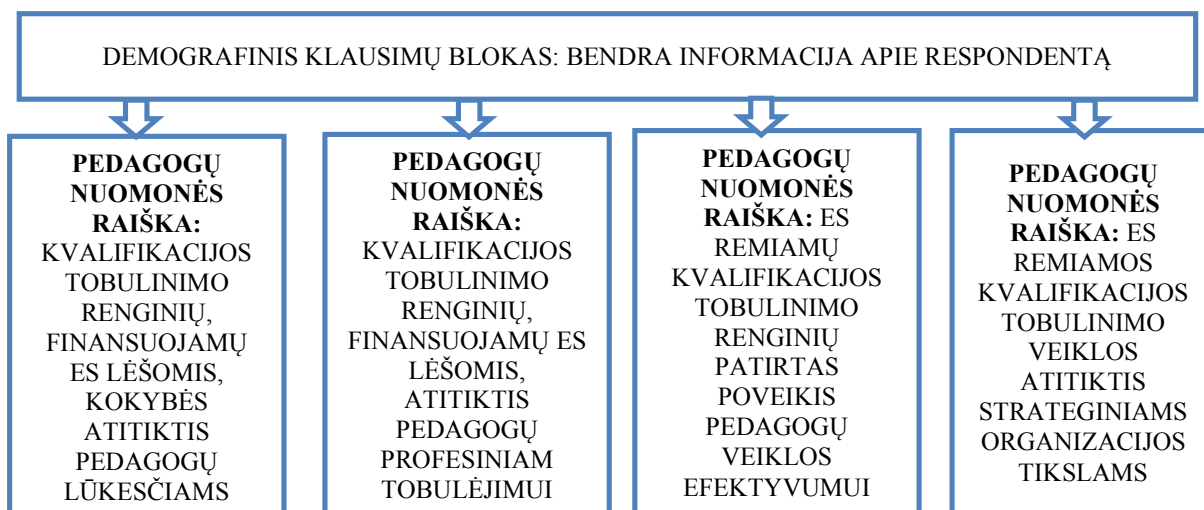 DEMOGRAFINIS KLAUSIMŲ BLOKAS: BENDRA INFORMACIJA APIE RESPONDENTĄ
PEDAGOGŲ
NUOMONĖS
RAIŠKA:
KVALIFIKACIJOS
TOBULINIMO
RENGINIŲ,
FINANSUOJAMŲ
ES LĖŠOMIS,
KOKYBĖS
ATITIKTIS
PEDAGOGŲ
LŪKESČIAMS
PEDAGOGŲ
NUOMONĖS
RAIŠKA:
KVALIFIKACIJOS
TOBULINIMO
RENGINIŲ,
FINANSUOJAMŲ ES
LĖŠOMIS,
ATITIKTIS
PEDAGOGŲ
PROFESINIAM
TOBULĖJIMUI
PEDAGOGŲ
NUOMONĖS
RAIŠKA: ES
REMIAMŲ
KVALIFIKACIJOS
TOBULINIMO
RENGINIŲ
PATIRTAS
POVEIKIS
PEDAGOGŲ
VEIKLOS
EFEKTYVUMUI
PEDAGOGŲ
NUOMONĖS
RAIŠKA: ES
REMIAMOS
KVALIFIKACIJOS
TOBULINIMO
VEIKLOS
ATITIKTIS
STRATEGINIAMS
ORGANIZACIJOS
TIKSLAMS